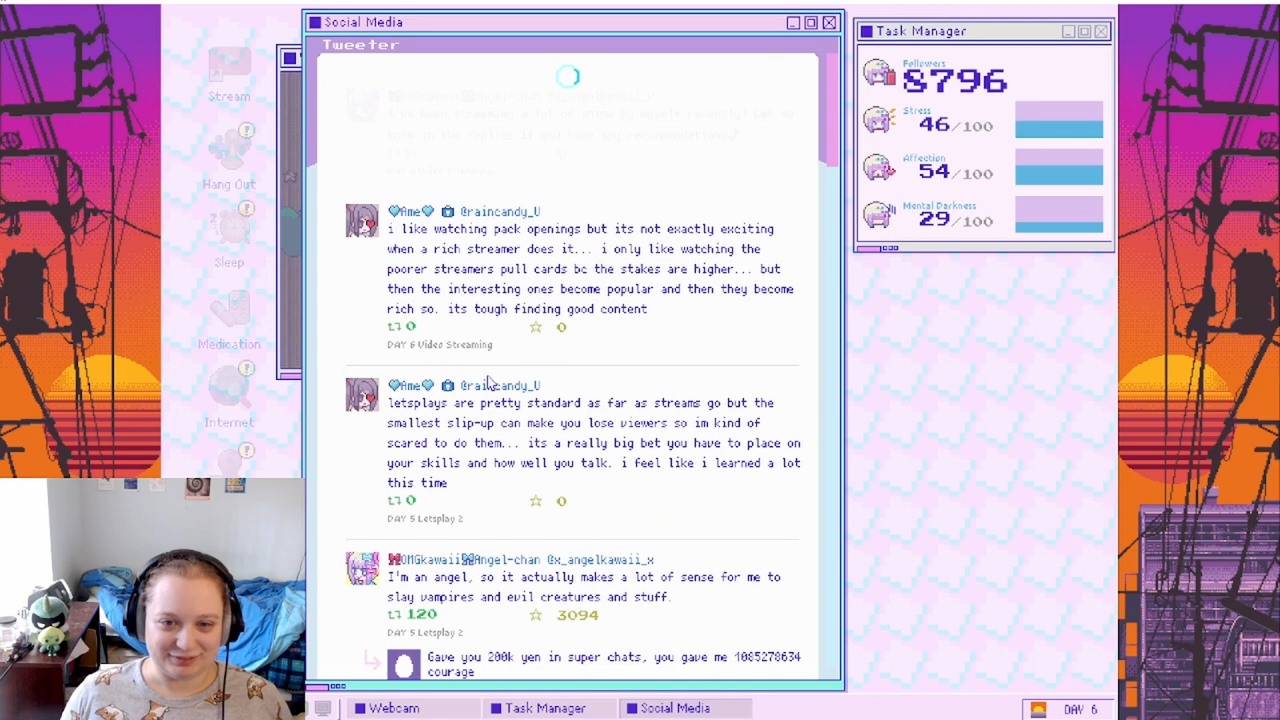 Social Media
Tweeter
i like watching pack openings but its not exactly exciting
when a rich streamer does it... i only like watching the
poorer streamers pull cards bc the stakes are higher... but
then the interesting ones become popular and then they become
rich so. its tough finding good content
♡Ame♡ @raincandy_U
0 0
DAY 6 Video Streaming
♡Ame♡ @raincandy_U
letsplays are pretty standard as far as streams go but the
smallest slip-up can make you lose viewers so im kind of
scared to do them... its a really big bet you have to place on
your skills and how well you talk. i feel like i learned a lot
this time
0 0
DAY 5 Letsplay 2
I'm an angel, so it actually makes a lot of sense for me to
slay vampires & evil creatures and stuff.
120 3094
DAY 5 Letsplay 2
Gave you 2000 yen in super chats, you gave me
courage
Stream
Hang Out
Sleep
Medication
Internet
Task Manager
Followers
8796
Stress
46/100
Affection
54/100
Mental Darkness
29/100
Webcam
Task Manager
Social Media
DAY 6